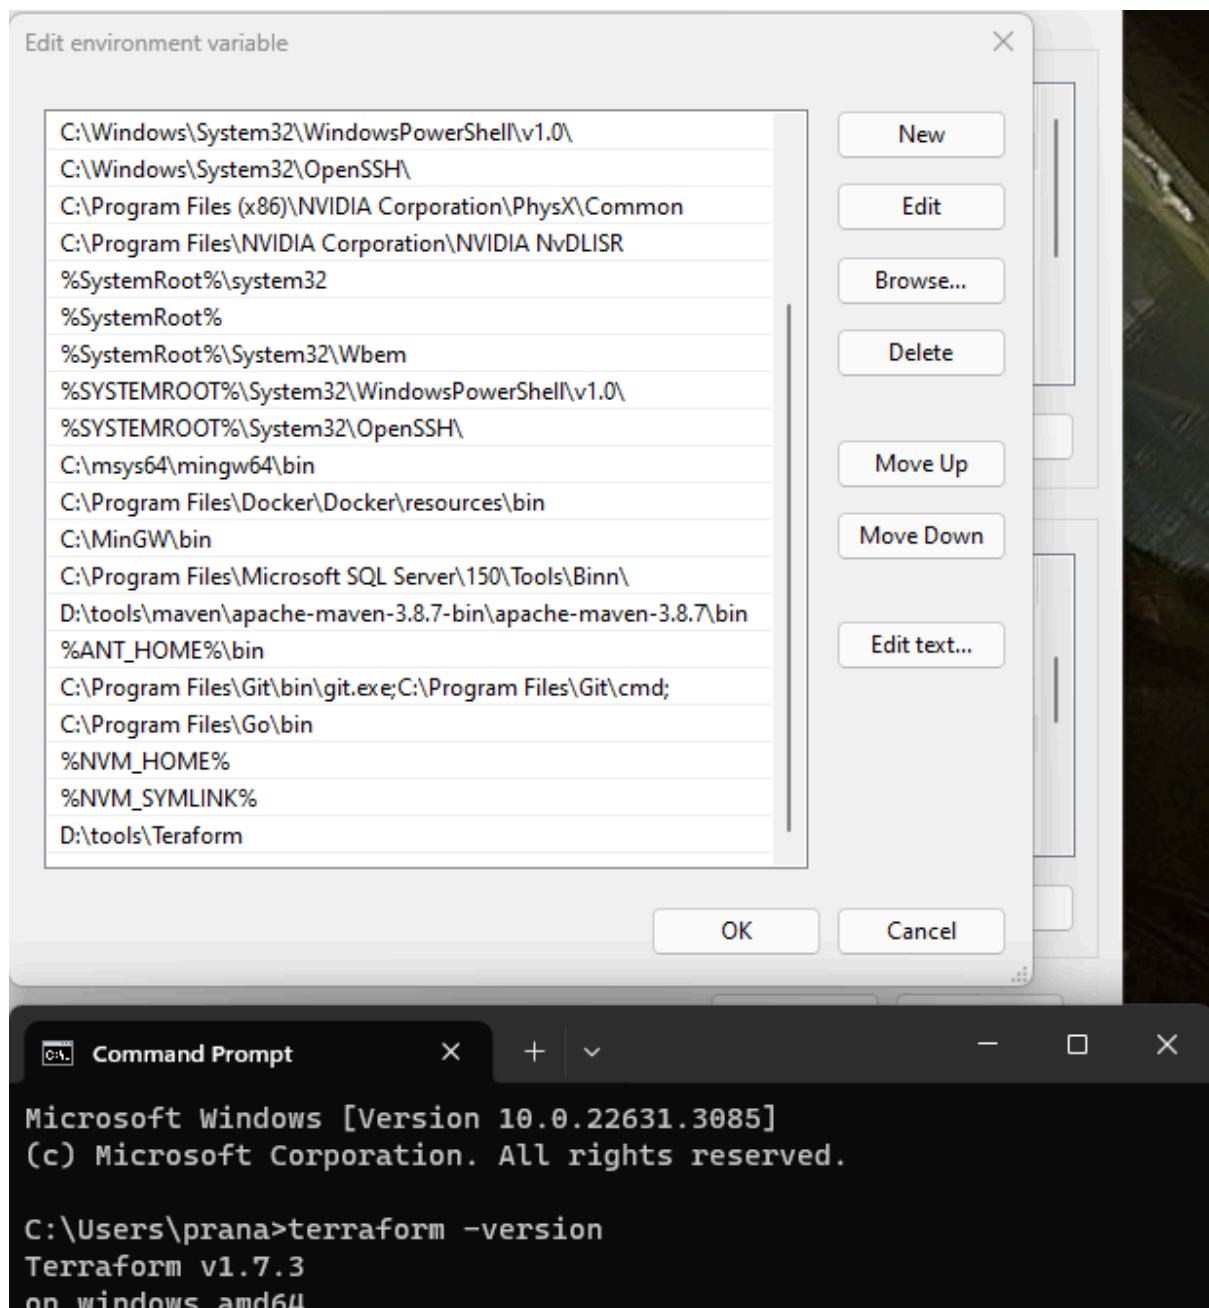 Edit environment variable
C:\Windows\System32\WindowsPowerShell\v1.0\
New
C:\Windows\System32\OpenSSH\
C:\Program Files (x86)\NVIDIA Corporation\PhysX\Common
Edit
C:\Program Files\NVIDIA Corporation\NVIDIA NvDLISR
%SystemRoot%\system32
Browse...
%SystemRoot%
%SystemRoot%\System32\Wbem
Delete
%SYSTEMROOT%\System32\WindowsPowerShell\v1.0\
%SYSTEMROOT%\System32\OpenSSH\
C:\msys64\mingw64\bin
Move Up
C:\Program Files\Docker\Docker\resources\bin
C:\MinGW\bin
Move Down
C:\Program Files\Microsoft SQL Server\150\Tools\Binn\
D:\tools\maven\apache-maven-3.8.7-bin\apache-maven-3.8.7\bin
%ANT_HOME%\bin
Edit text...
C:\Program Files\Git\bin\git.exe;C:\Program Files\Git\cmd;
C:\Program Files\Go\bin
%NVM_HOME%
%NVM_SYMLINK%
D:\tools\Teraform
OK
Cancel
Command Prompt
Microsoft Windows [Version 10.0.22631.3085]
(c) Microsoft Corporation. All rights reserved.
C:\Users\prana>terraform -version
Terraform v1.7.3
on windows_amd64